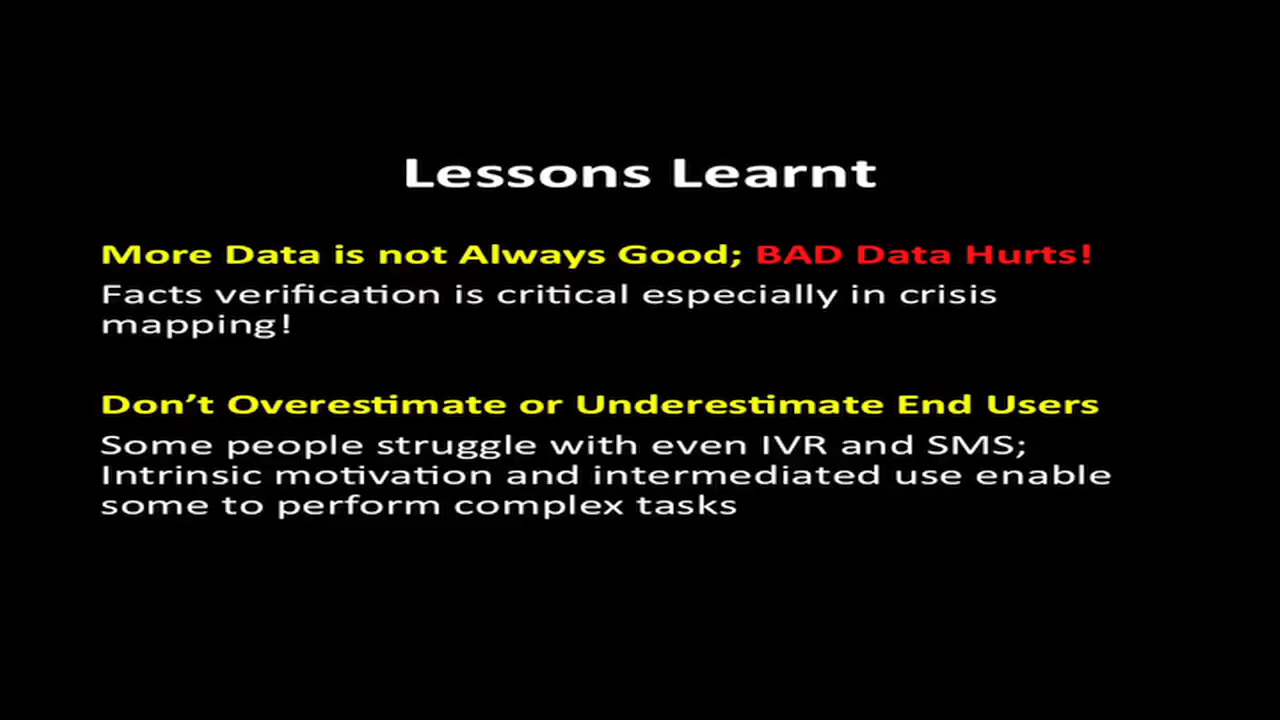 Lessons Learnt
More Data is not Always Good; BAD Data Hurts!
Facts verification is critical especially in crisis
mapping!
Don’t Overestimate or Underestimate End Users
Some people struggle with even IVR and SMS;
Intrinsic motivation and intermediated use enable
some to perform complex tasks